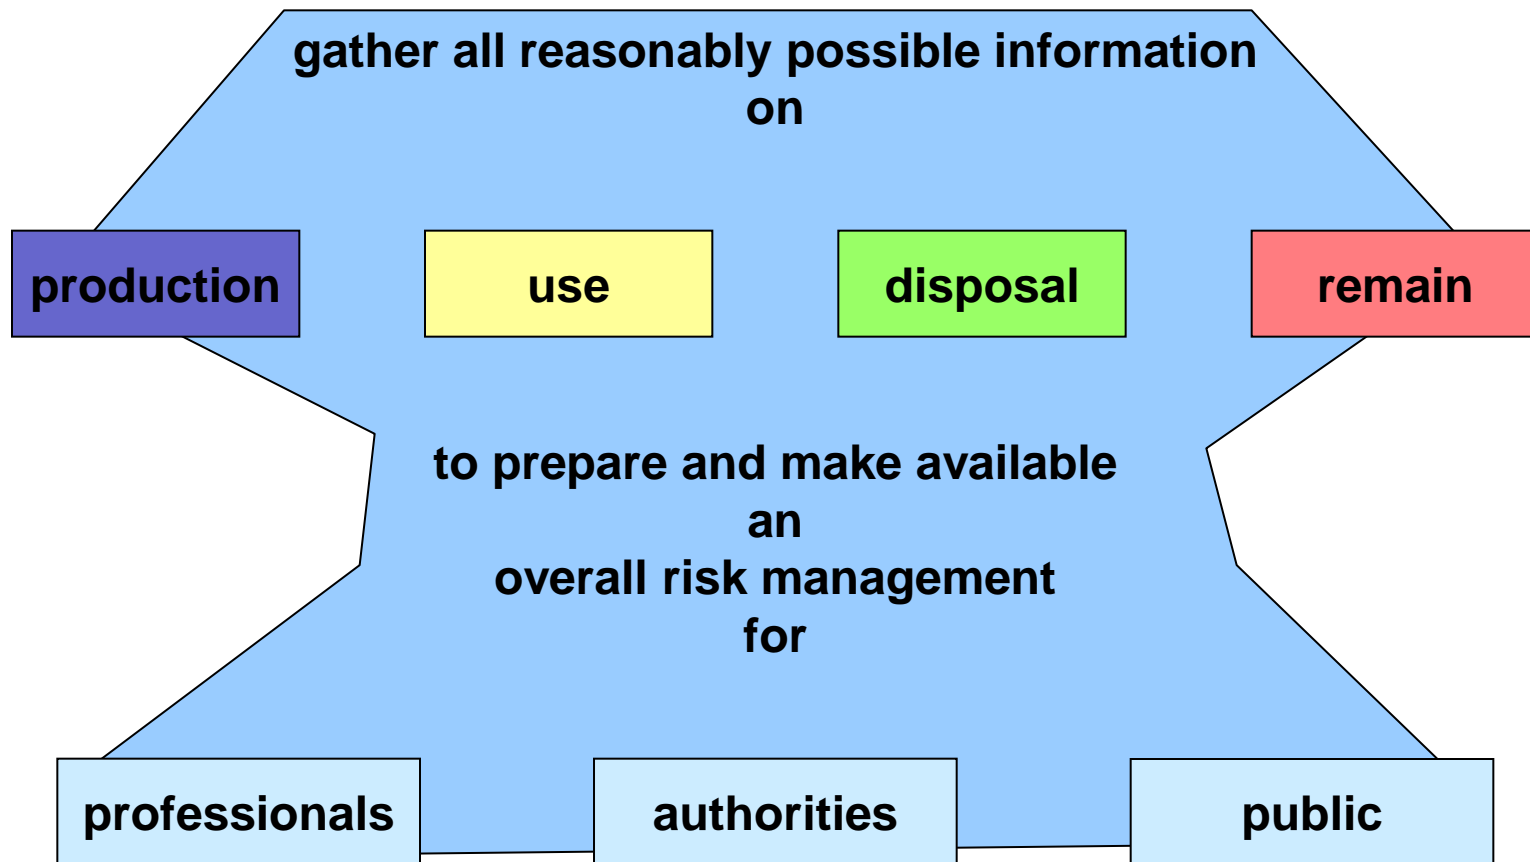 gather all reasonably possible information
on
production
use
disposal
remain
to prepare and make available
an
overall risk management
for
professionals
authorities
public